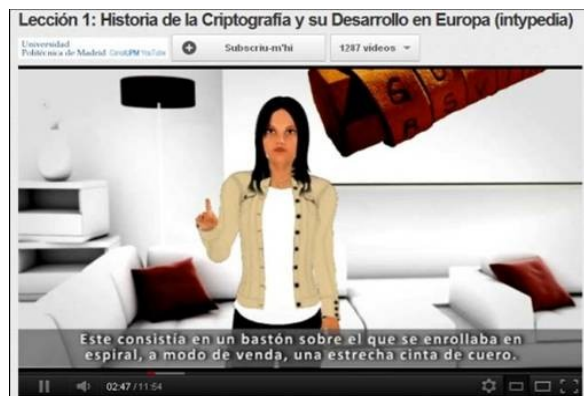 Lección 1: Historia de la Criptografía y su Desarrollo en Europa (intypedia)
Universidad
Politécnica de Madrid CanalUPM YouTube
Subscriu-m'hi
1287 vídeos
Este consistía en un bastón sobre el que se enrollaba en
espiral, a modo de venda, una estrecha cinta de cuero.
02:47 / 11:54